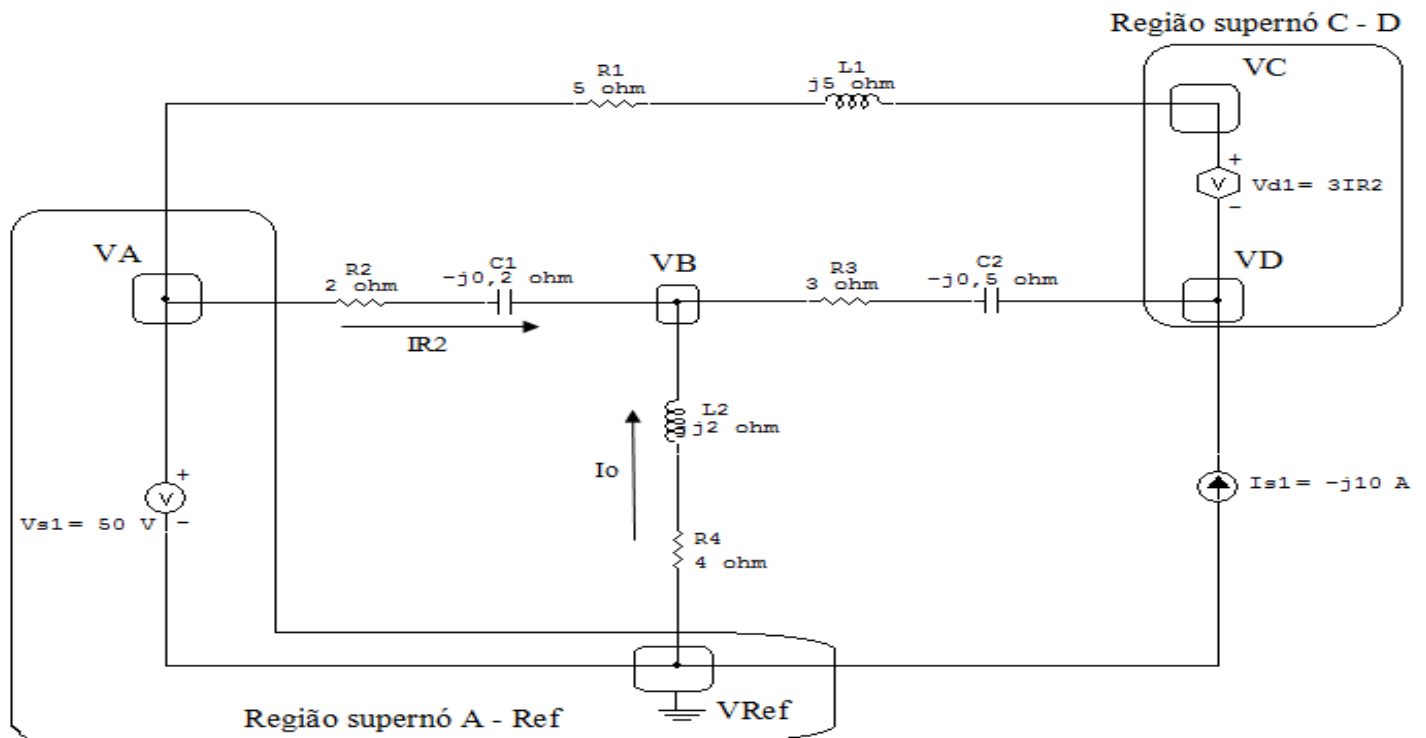 Região supernó C - D
VC
R1
5 ohm
L1
j5 ohm
+
V
Vd1= 3IR2
-
VA
R2
2 ohm
C1
-j0,2 ohm
VB
R3
3 ohm
C2
-j0,5 ohm
VD
IR2
L2
j2 ohm
Io
+
V
Vs1= 50 V
-
Is1= -j10 A
R4
4 ohm
VRef
Região supernó A - Ref